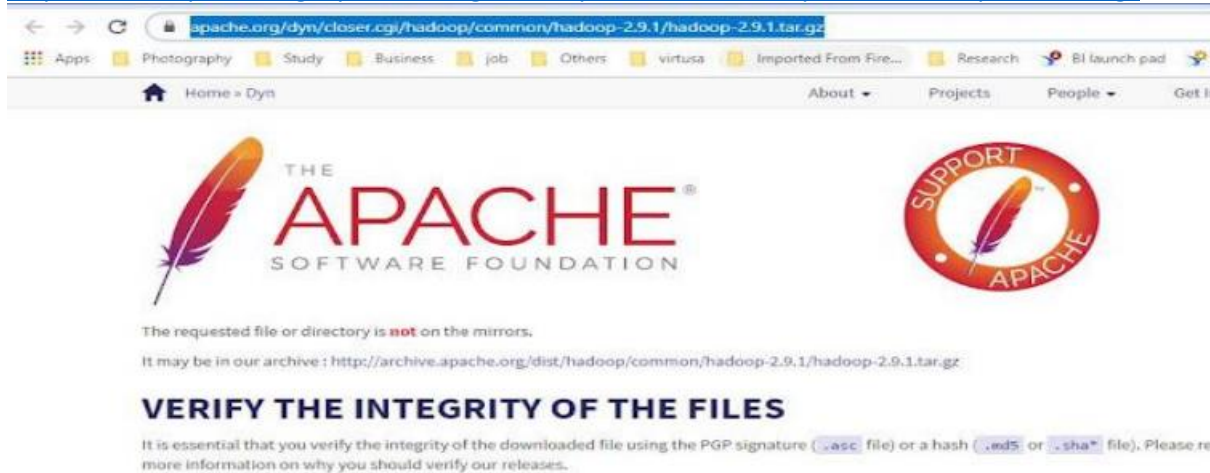 apache.org/dyn/closer.cgi/hadoop/common/hadoop-2.9.1/hadoop-2.9.1.tar.gz
Apps Photography Study Business job Others virtusa Imported From Fire... Research BI launch pad
Home » Dyn About Projects People Get
THE
APACHE®
SOFTWARE FOUNDATION
SUPPORT
APACHE
The requested file or directory is not on the mirrors.
It may be in our archive : http://archive.apache.org/dist/hadoop/common/hadoop-2.9.1/hadoop-2.9.1.tar.gz
VERIFY THE INTEGRITY OF THE FILES
It is essential that you verify the integrity of the downloaded file using the PGP signature ( .asc file) or a hash ( .md5 or .sha* file). Please re
more information on why you should verify our releases.